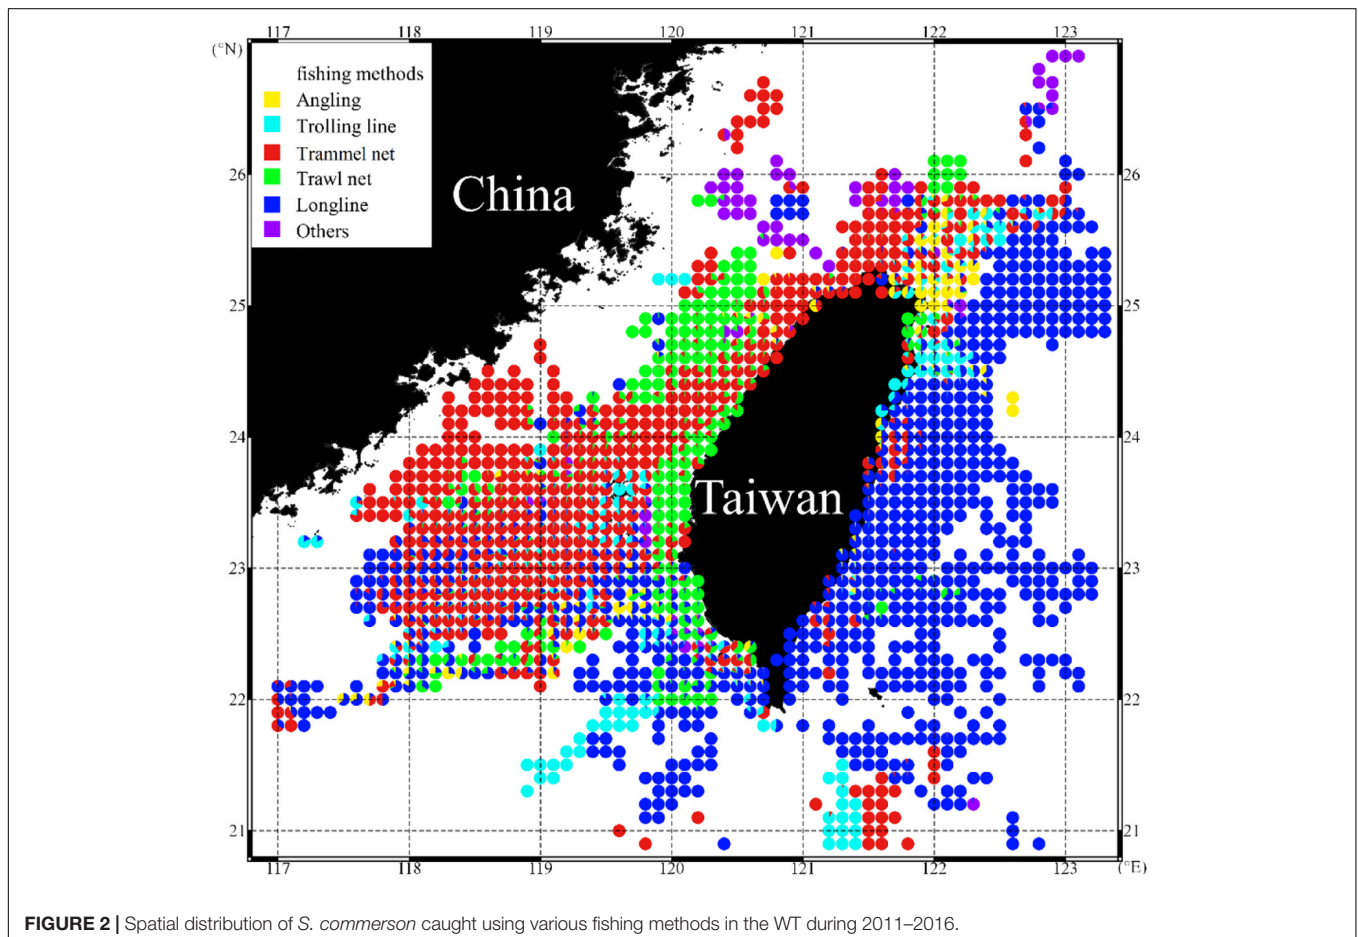 117 118 119 120 121 122 123
(°N)
fishing methods
Angling
Trolling line
Trammel net
Trawl net
Longline
Others
China
Taiwan
26 26
25 25
24 24
23 23
22 22
21 21
117 118 119 120 121 122 123 (°E)
FIGURE 2 | Spatial distribution of S. commerson caught using various fishing methods in the WT during 2011–2016.